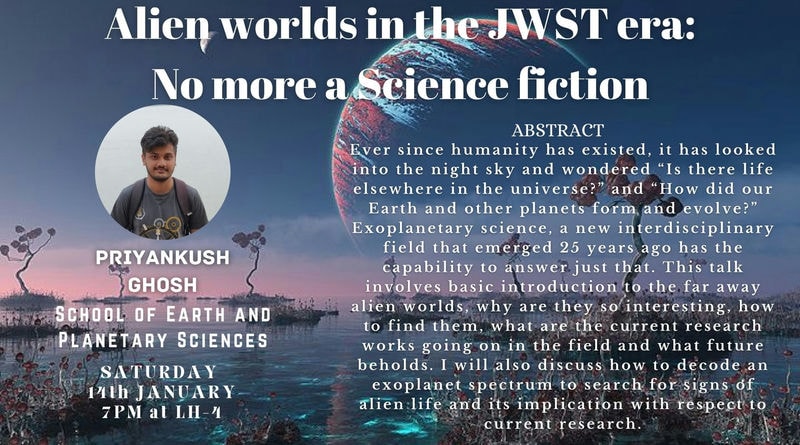 Alien worlds in the JWST era:
No more a Science fiction
PRIYANKUSH
GHOSH
SCHOOL OF EARTH AND
PLANETARY SCIENCES
SATURDAY
14th JANUARY
7PM at LH-4
ABSTRACT
Ever since humanity has existed, it has looked
into the night sky and wondered “Is there life
elsewhere in the universe?” and “How did our
Earth and other planets form and evolve?”
Exoplanetary science, a new interdisciplinary
field that emerged 25 years ago has the
capability to answer just that. This talk
involves basic introduction to the far away
alien worlds, why are they so interesting, how
to find them, what are the current research
works going on in the field and what future
beholds. I will also discuss how to decode an
exoplanet spectrum to search for signs of
alien life and its implication with respect to
current research.